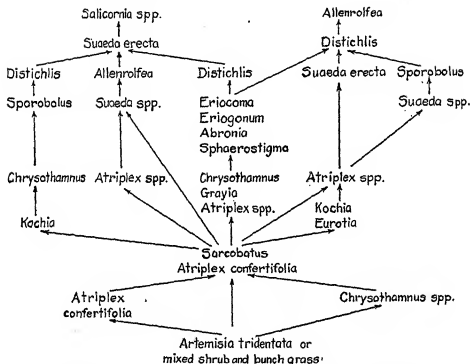 Salicornia spp.
Allenrolfea
Suaeda erecta
Distichlis
Distichlis
Allenrolfea
Distichlis
Suaeda erecta
Sporobolus
Sporobolus
Suaeda spp.
Eriocoma
Eriogonum
Abronia
Sphaerostigma
Suaeda spp.
Chrysothamnus
Atriplex spp.
Chrysothamnus
Grayia
Atriplex spp.
Atriplex spp.
Kochia
Kochia
Eurotia
Sarcobatus
Atriplex confertifolia
Atriplex
confertifolia
Chrysothamnus spp.
Artemisia tridentata or
mixed shrub and bunch grass